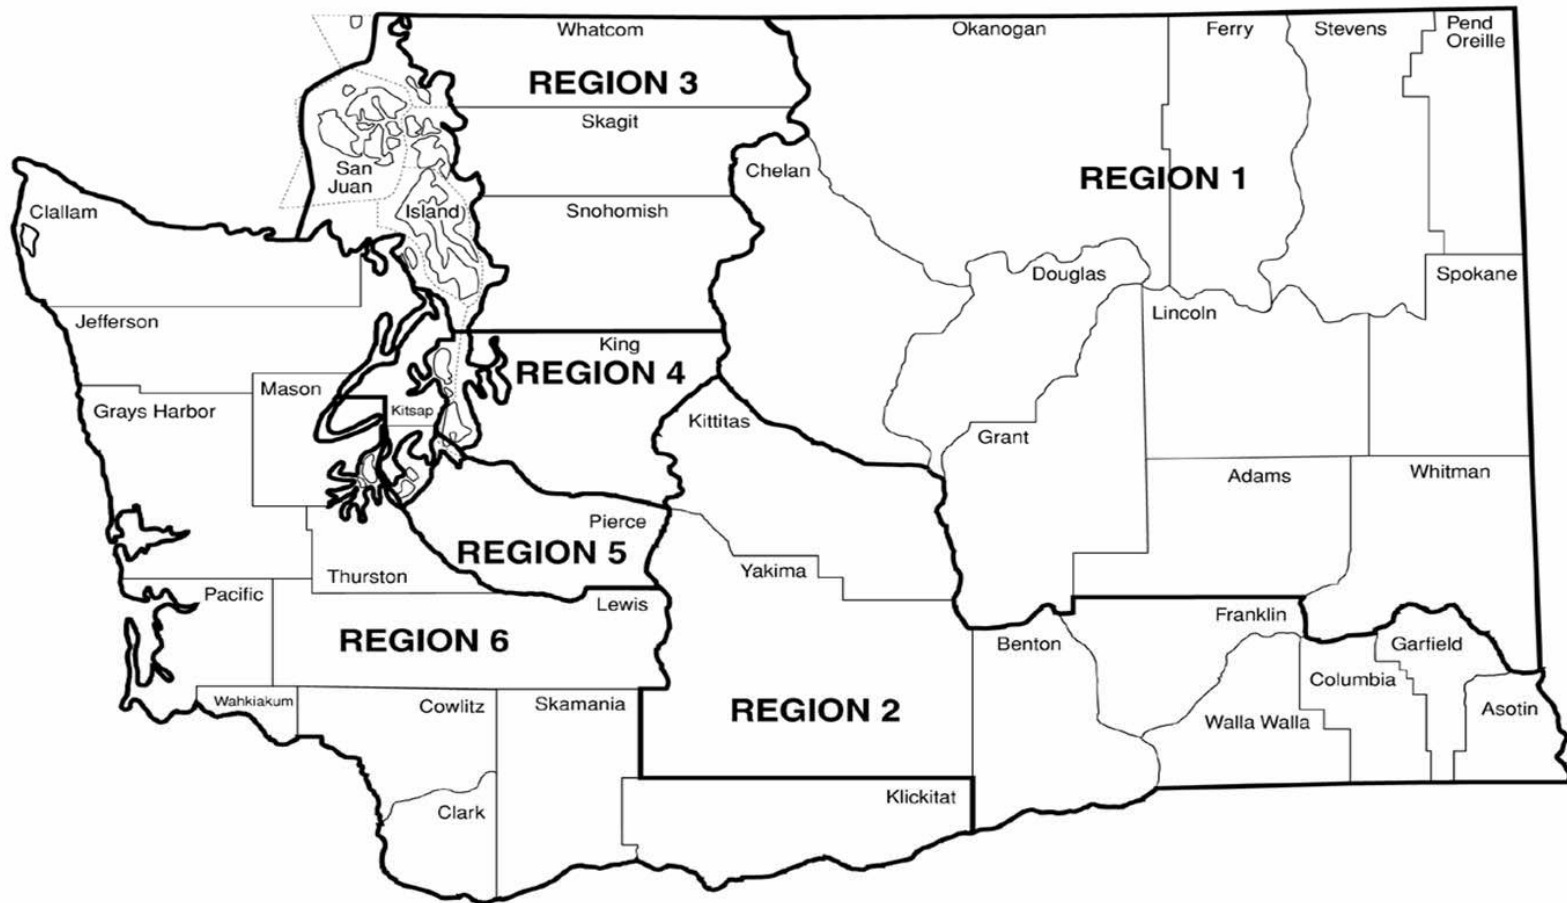 Whatcom
Okanogan
Ferry
Stevens
Pend
Oreille
REGION 3
Skagit
San
Juan
Chelan
REGION 1
Clallam
Island
Snohomish
Douglas
Spokane
Jefferson
Lincoln
King
REGION 4
Mason
Kitsap
Grays Harbor
Kittitas
Grant
Adams
Whitman
Pierce
REGION 5
Thurston
Yakima
Pacific
Lewis
Franklin
REGION 6
Benton
Garfield
Columbia
Wahkiakum
Cowlitz
Skamania
REGION 2
Walla Walla
Asotin
Clark
Klickitat